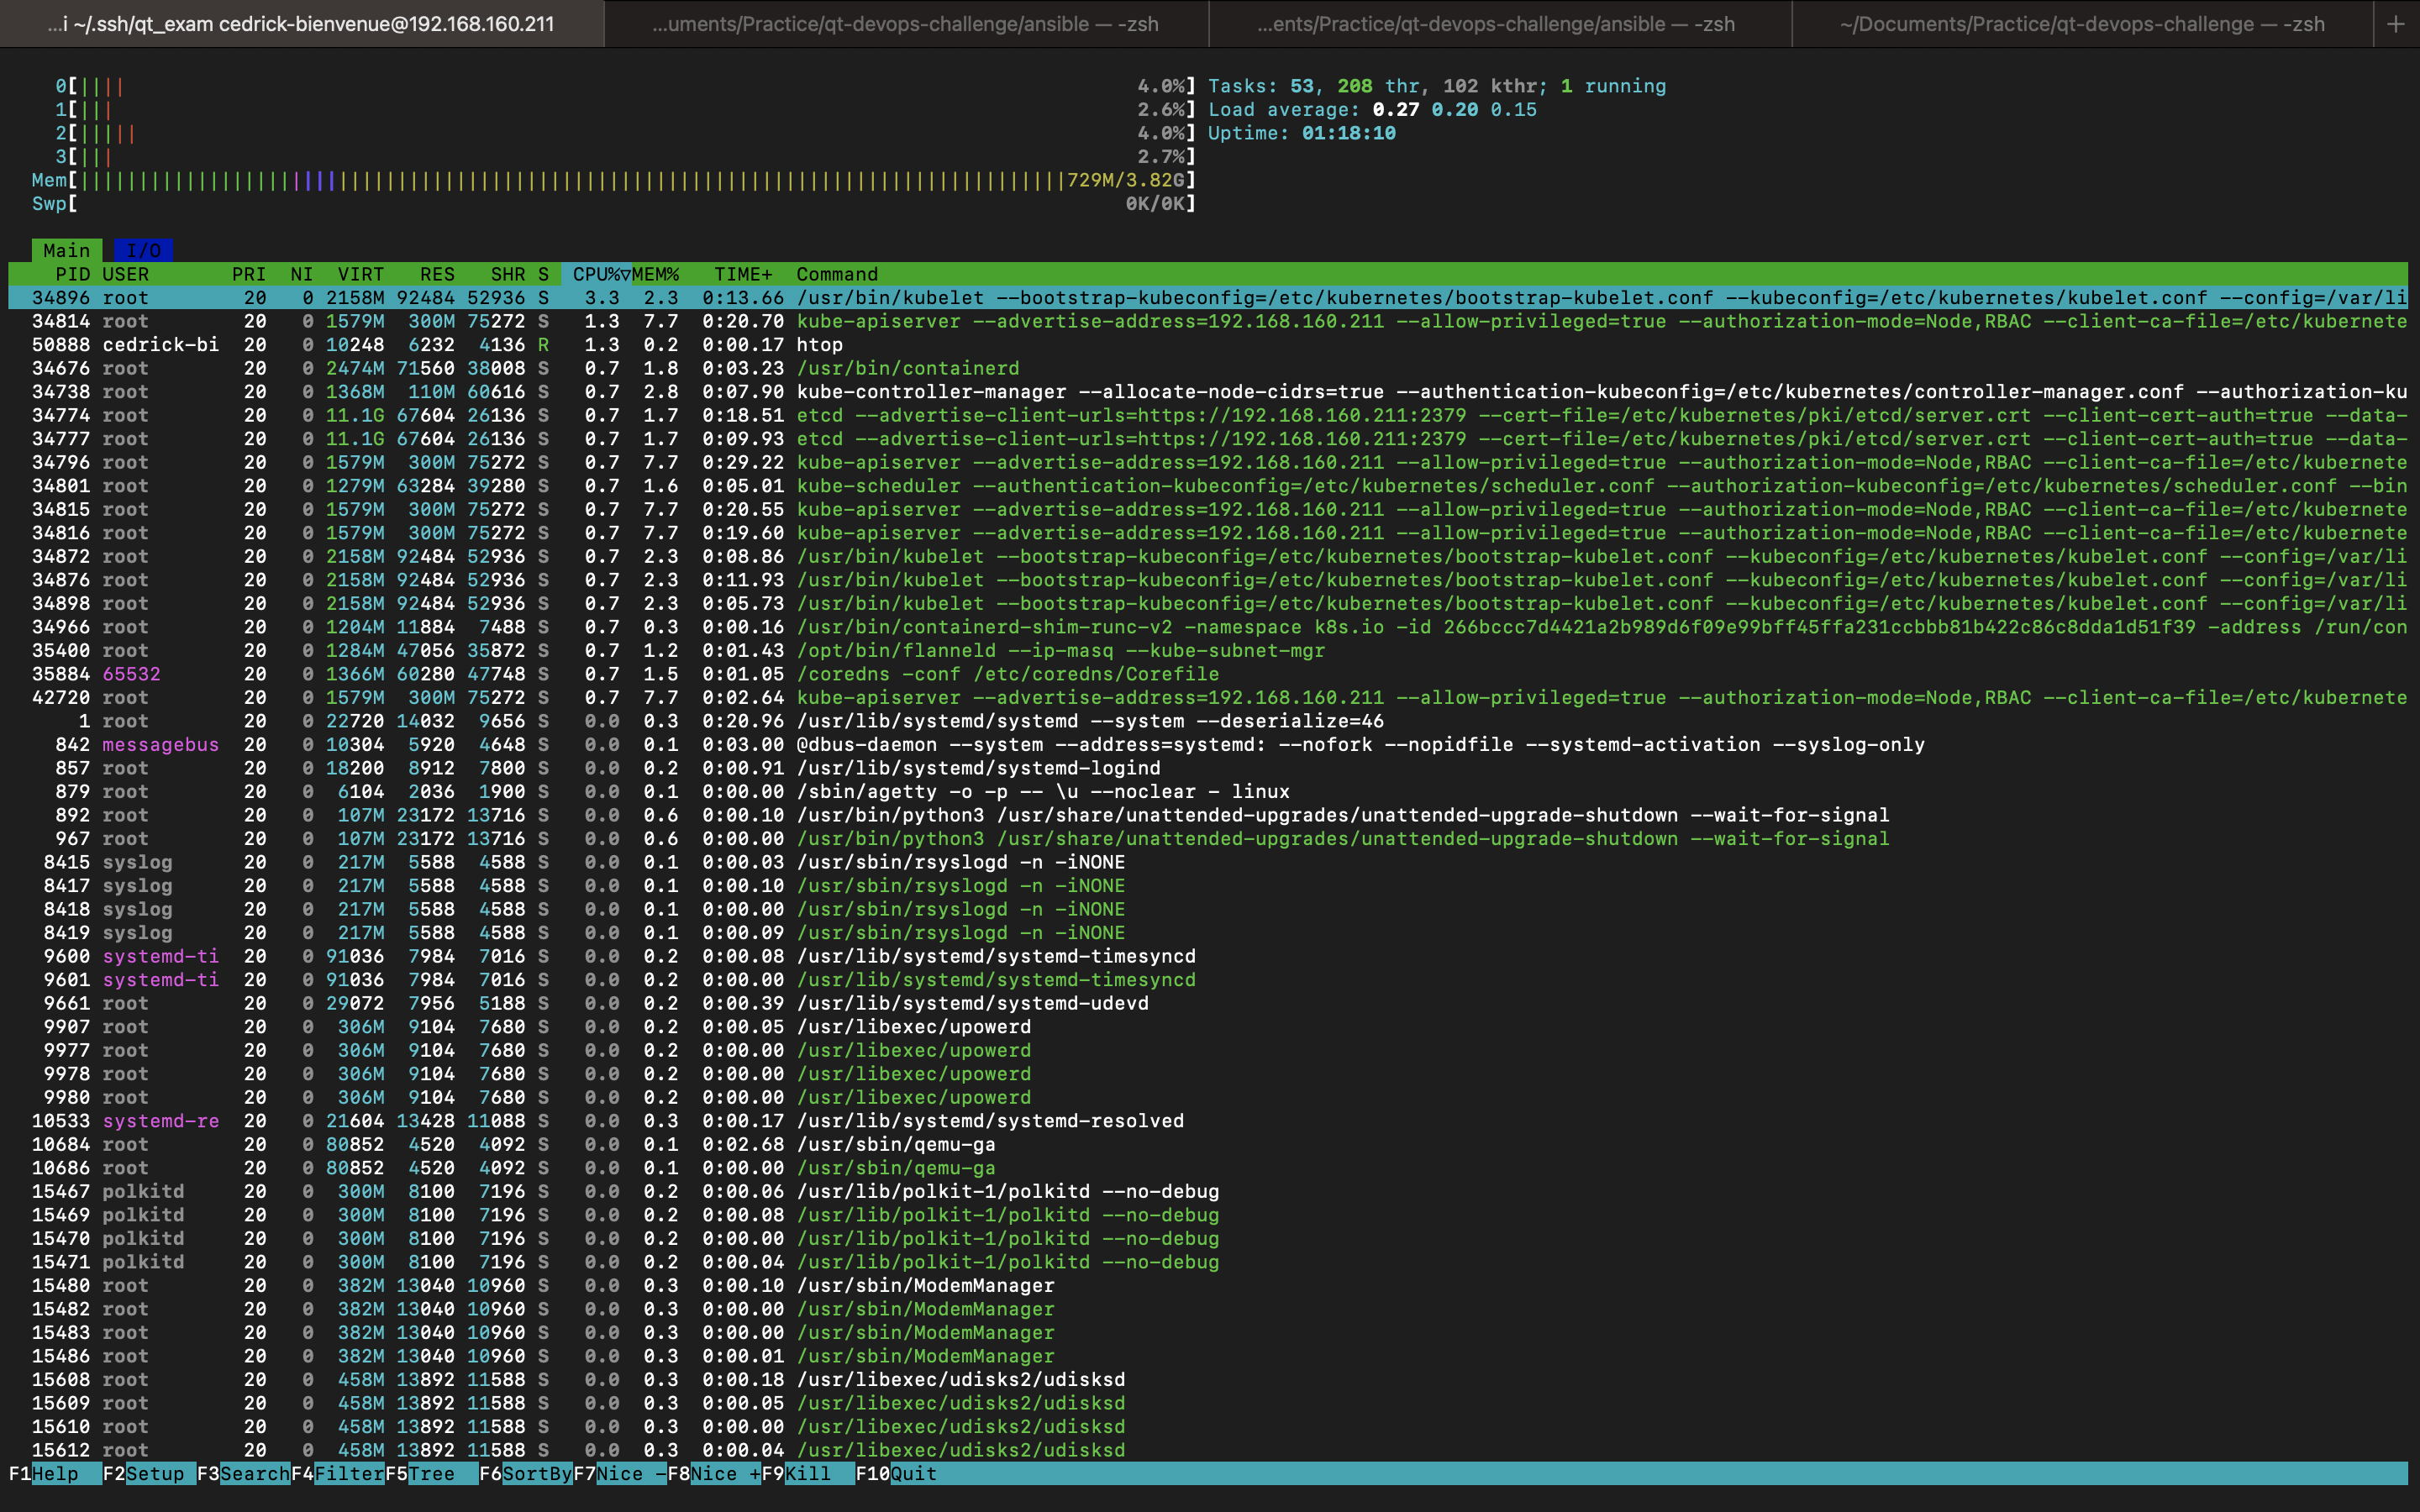 ...i ~/.ssh/qt_exam cedrick-bienvenue@192.168.160.211 ...uments/Practice/qt-devops-challenge/ansible — -zsh ...ents/Practice/qt-devops-challenge/ansible — -zsh ~/Documents/Practice/qt-devops-challenge — -zsh +
0[|||| 4.0%] Tasks: 53, 208 thr, 102 kthr; 1 running
1[||| 2.6%] Load average: 0.27 0.20 0.15
2[||||| 4.0%] Uptime: 01:18:10
3[||| 2.7%]
Mem[||||||||||||||||||||||||||||||||||||||||||||||||||||||||||||||||||||||||||||||||||||729M/3.82G]
Swp[ 0K/0K]
Main I/O
PID USER PRI NI VIRT RES SHR S CPU%▽MEM% TIME+ Command
34896 root 20 0 2158M 92484 52936 S 3.3 2.3 0:13.66 /usr/bin/kubelet --bootstrap-kubeconfig=/etc/kubernetes/bootstrap-kubelet.conf --kubeconfig=/etc/kubernetes/kubelet.conf --config=/var/li
34814 root 20 0 1579M 300M 75272 S 1.3 7.7 0:20.70 kube-apiserver --advertise-address=192.168.160.211 --allow-privileged=true --authorization-mode=Node,RBAC --client-ca-file=/etc/kubernete
50888 cedrick-bi 20 0 10248 6232 4136 R 1.3 0.2 0:00.17 htop
34676 root 20 0 2474M 71560 38008 S 0.7 1.8 0:03.23 /usr/bin/containerd
34738 root 20 0 1368M 110M 60616 S 0.7 2.8 0:07.90 kube-controller-manager --allocate-node-cidrs=true --authentication-kubeconfig=/etc/kubernetes/controller-manager.conf --authorization-ku
34774 root 20 0 11.1G 67604 26136 S 0.7 1.7 0:18.51 etcd --advertise-client-urls=https://192.168.160.211:2379 --cert-file=/etc/kubernetes/pki/etcd/server.crt --client-cert-auth=true --data-
34777 root 20 0 11.1G 67604 26136 S 0.7 1.7 0:09.93 etcd --advertise-client-urls=https://192.168.160.211:2379 --cert-file=/etc/kubernetes/pki/etcd/server.crt --client-cert-auth=true --data-
34796 root 20 0 1579M 300M 75272 S 0.7 7.7 0:29.22 kube-apiserver --advertise-address=192.168.160.211 --allow-privileged=true --authorization-mode=Node,RBAC --client-ca-file=/etc/kubernete
34801 root 20 0 1279M 63284 39280 S 0.7 1.6 0:05.01 kube-scheduler --authentication-kubeconfig=/etc/kubernetes/scheduler.conf --authorization-kubeconfig=/etc/kubernetes/scheduler.conf --bin
34815 root 20 0 1579M 300M 75272 S 0.7 7.7 0:20.55 kube-apiserver --advertise-address=192.168.160.211 --allow-privileged=true --authorization-mode=Node,RBAC --client-ca-file=/etc/kubernete
34816 root 20 0 1579M 300M 75272 S 0.7 7.7 0:19.60 kube-apiserver --advertise-address=192.168.160.211 --allow-privileged=true --authorization-mode=Node,RBAC --client-ca-file=/etc/kubernete
34872 root 20 0 2158M 92484 52936 S 0.7 2.3 0:08.86 /usr/bin/kubelet --bootstrap-kubeconfig=/etc/kubernetes/bootstrap-kubelet.conf --kubeconfig=/etc/kubernetes/kubelet.conf --config=/var/li
34876 root 20 0 2158M 92484 52936 S 0.7 2.3 0:11.93 /usr/bin/kubelet --bootstrap-kubeconfig=/etc/kubernetes/bootstrap-kubelet.conf --kubeconfig=/etc/kubernetes/kubelet.conf --config=/var/li
34898 root 20 0 2158M 92484 52936 S 0.7 2.3 0:05.73 /usr/bin/kubelet --bootstrap-kubeconfig=/etc/kubernetes/bootstrap-kubelet.conf --kubeconfig=/etc/kubernetes/kubelet.conf --config=/var/li
34966 root 20 0 1204M 11884 7488 S 0.7 0.3 0:00.16 /usr/bin/containerd-shim-runc-v2 -namespace k8s.io -id 266bccc7d4421a2b989d6f09e99bff45ffa231ccbbb81b422c86c8dda1d51f39 -address /run/con
35400 root 20 0 1284M 47056 35872 S 0.7 1.2 0:01.43 /opt/bin/flanneld --ip-masq --kube-subnet-mgr
35884 65532 20 0 1366M 60280 47748 S 0.7 1.5 0:01.05 /coredns -conf /etc/coredns/Corefile
42720 root 20 0 1579M 300M 75272 S 0.7 7.7 0:02.64 kube-apiserver --advertise-address=192.168.160.211 --allow-privileged=true --authorization-mode=Node,RBAC --client-ca-file=/etc/kubernete
1 root 20 0 22720 14032 9656 S 0.0 0.3 0:20.96 /usr/lib/systemd/systemd --system --deserialize=46
842 messagebus 20 0 10304 5920 4648 S 0.0 0.1 0:03.00 @dbus-daemon --system --address=systemd: --nofork --nopidfile --systemd-activation --syslog-only
857 root 20 0 18200 8912 7800 S 0.0 0.2 0:00.91 /usr/lib/systemd/systemd-logind
879 root 20 0 6104 2036 1900 S 0.0 0.1 0:00.00 /sbin/agetty -o -p -- \u --noclear - linux
892 root 20 0 107M 23172 13716 S 0.0 0.6 0:00.10 /usr/bin/python3 /usr/share/unattended-upgrades/unattended-upgrade-shutdown --wait-for-signal
967 root 20 0 107M 23172 13716 S 0.0 0.6 0:00.00 /usr/bin/python3 /usr/share/unattended-upgrades/unattended-upgrade-shutdown --wait-for-signal
8415 syslog 20 0 217M 5588 4588 S 0.0 0.1 0:00.03 /usr/sbin/rsyslogd -n -iNONE
8417 syslog 20 0 217M 5588 4588 S 0.0 0.1 0:00.10 /usr/sbin/rsyslogd -n -iNONE
8418 syslog 20 0 217M 5588 4588 S 0.0 0.1 0:00.00 /usr/sbin/rsyslogd -n -iNONE
8419 syslog 20 0 217M 5588 4588 S 0.0 0.1 0:00.09 /usr/sbin/rsyslogd -n -iNONE
9600 systemd-ti 20 0 91036 7984 7016 S 0.0 0.2 0:00.08 /usr/lib/systemd/systemd-timesyncd
9601 systemd-ti 20 0 91036 7984 7016 S 0.0 0.2 0:00.00 /usr/lib/systemd/systemd-timesyncd
9661 root 20 0 29072 7956 5188 S 0.0 0.2 0:00.39 /usr/lib/systemd/systemd-udevd
9907 root 20 0 306M 9104 7680 S 0.0 0.2 0:00.05 /usr/libexec/upowerd
9977 root 20 0 306M 9104 7680 S 0.0 0.2 0:00.00 /usr/libexec/upowerd
9978 root 20 0 306M 9104 7680 S 0.0 0.2 0:00.00 /usr/libexec/upowerd
9980 root 20 0 306M 9104 7680 S 0.0 0.2 0:00.00 /usr/libexec/upowerd
10533 systemd-re 20 0 21604 13428 11088 S 0.0 0.3 0:00.17 /usr/lib/systemd/systemd-resolved
10684 root 20 0 80852 4520 4092 S 0.0 0.1 0:02.68 /usr/sbin/qemu-ga
10686 root 20 0 80852 4520 4092 S 0.0 0.1 0:00.00 /usr/sbin/qemu-ga
15467 polkitd 20 0 300M 8100 7196 S 0.0 0.2 0:00.06 /usr/lib/polkit-1/polkitd --no-debug
15469 polkitd 20 0 300M 8100 7196 S 0.0 0.2 0:00.08 /usr/lib/polkit-1/polkitd --no-debug
15470 polkitd 20 0 300M 8100 7196 S 0.0 0.2 0:00.00 /usr/lib/polkit-1/polkitd --no-debug
15471 polkitd 20 0 300M 8100 7196 S 0.0 0.2 0:00.04 /usr/lib/polkit-1/polkitd --no-debug
15480 root 20 0 382M 13040 10960 S 0.0 0.3 0:00.10 /usr/sbin/ModemManager
15482 root 20 0 382M 13040 10960 S 0.0 0.3 0:00.00 /usr/sbin/ModemManager
15483 root 20 0 382M 13040 10960 S 0.0 0.3 0:00.00 /usr/sbin/ModemManager
15486 root 20 0 382M 13040 10960 S 0.0 0.3 0:00.01 /usr/sbin/ModemManager
15608 root 20 0 458M 13892 11588 S 0.0 0.3 0:00.18 /usr/libexec/udisks2/udisksd
15609 root 20 0 458M 13892 11588 S 0.0 0.3 0:00.05 /usr/libexec/udisks2/udisksd
15610 root 20 0 458M 13892 11588 S 0.0 0.3 0:00.00 /usr/libexec/udisks2/udisksd
15612 root 20 0 458M 13892 11588 S 0.0 0.3 0:00.04 /usr/libexec/udisks2/udisksd
F1Help F2Setup F3SearchF4FilterF5Tree F6SortByF7Nice -F8Nice +F9Kill F10Quit